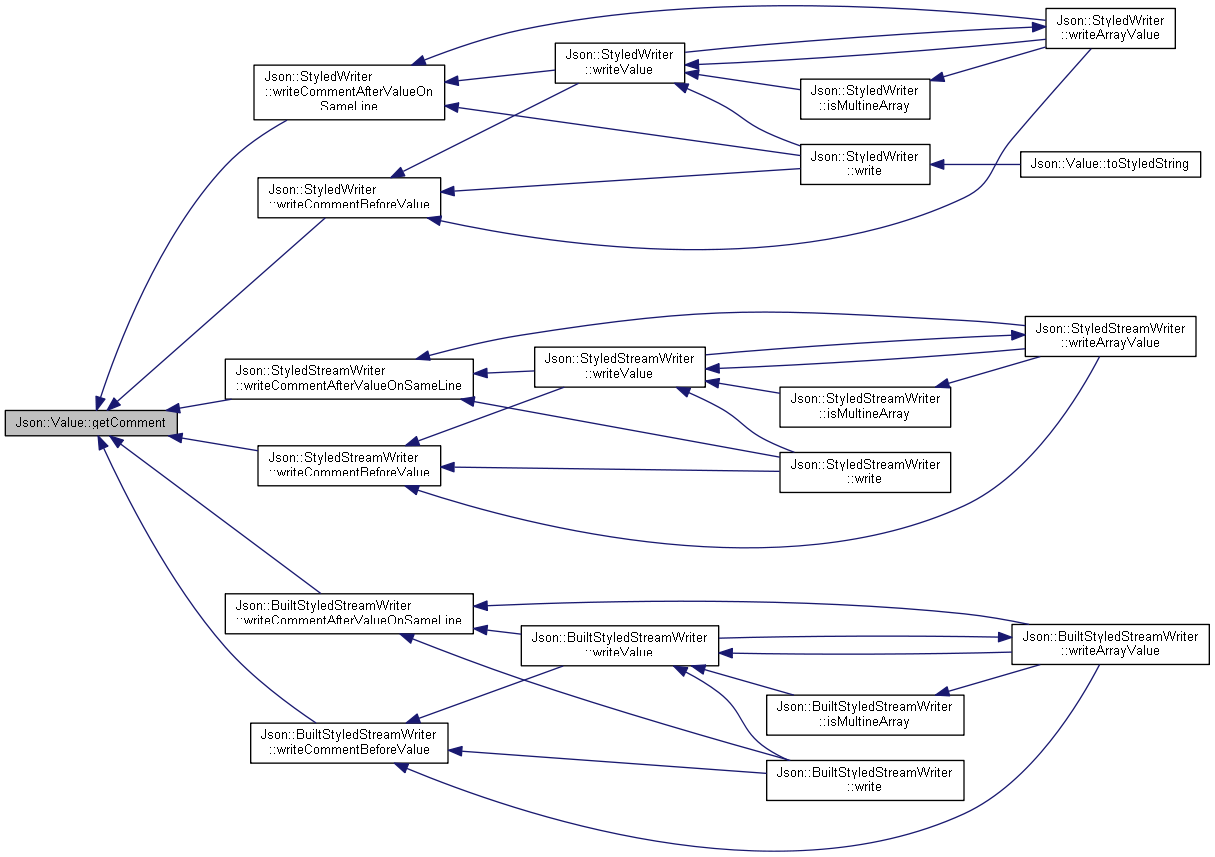 Json::StyledWriter
::writeArrayValue
Json::StyledWriter
::writeValue
Json::StyledWriter
::writeCommentAfterValueOn
SameLine
Json::StyledWriter
::isMultineArray
Json::StyledWriter
::write
Json::Value::toStyledString
Json::StyledWriter
::writeCommentBeforeValue
Json::StyledStreamWriter
::writeArrayValue
Json::StyledStreamWriter
::writeValue
Json::StyledStreamWriter
::writeCommentAfterValueOnSameLine
Json::StyledStreamWriter
::isMultineArray
Json::Value::getComment
Json::StyledStreamWriter
::writeCommentBeforeValue
Json::StyledStreamWriter
::write
Json::BuiltStyledStreamWriter
::writeCommentAfterValueOnSameLine
Json::BuiltStyledStreamWriter
::writeValue
Json::BuiltStyledStreamWriter
::writeArrayValue
Json::BuiltStyledStreamWriter
::isMultineArray
Json::BuiltStyledStreamWriter
::writeCommentBeforeValue
Json::BuiltStyledStreamWriter
::write